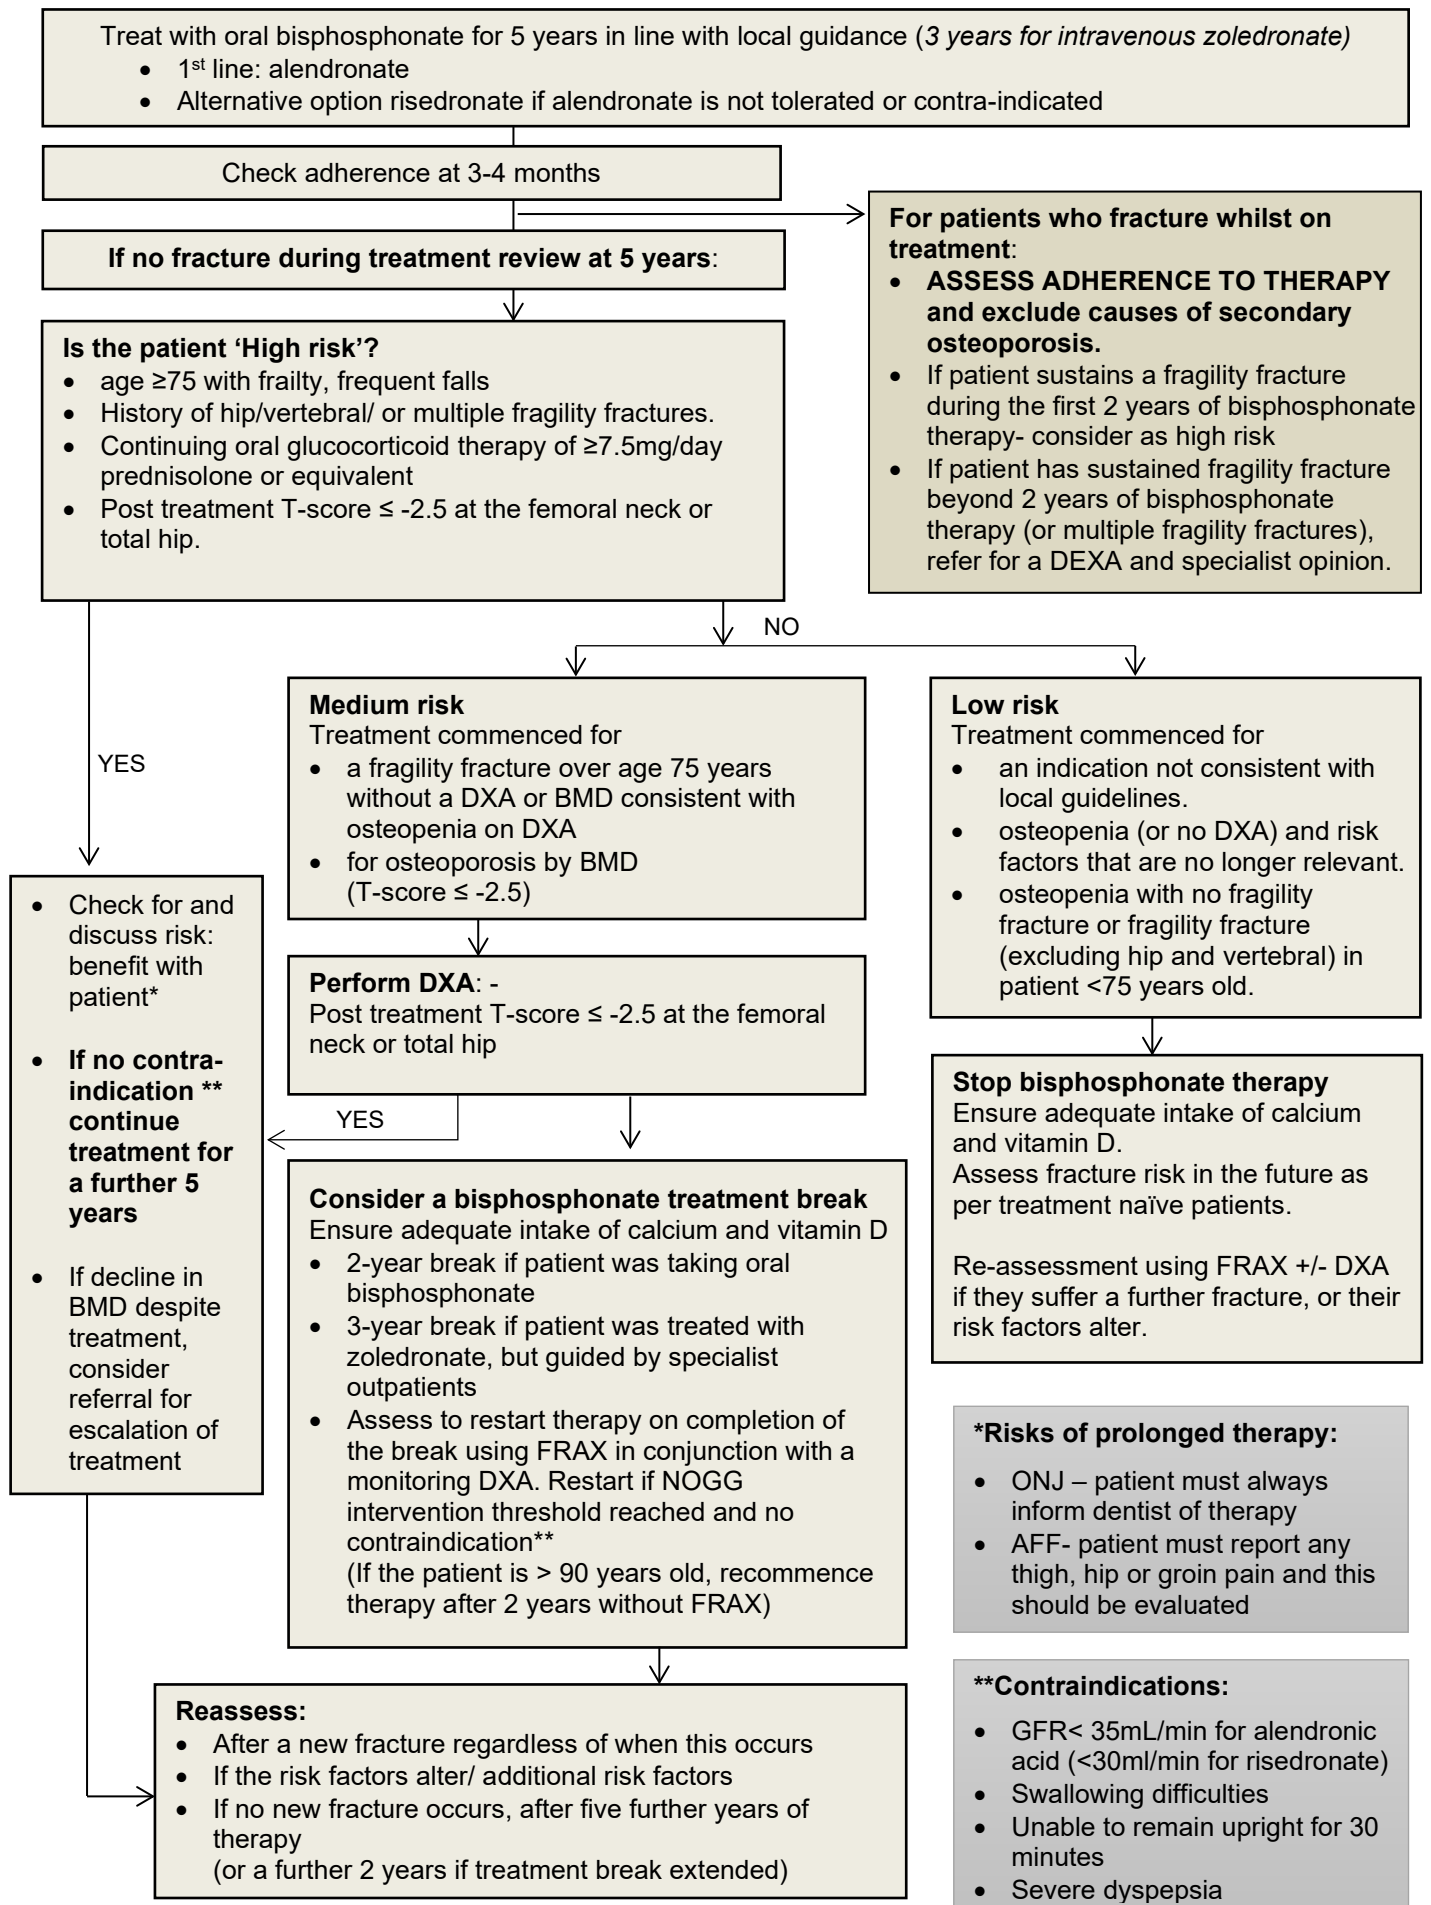 Treat with oral bisphosphonate for 5 years in line with local guidance (3 years for intravenous zoledronate)
• 1st line: alendronate
• Alternative option risedronate if alendronate is not tolerated or contra-indicated
Check adherence at 3-4 months
If no fracture during treatment review at 5 years:
For patients who fracture whilst on
treatment:
• ASSESS ADHERENCE TO THERAPY
and exclude causes of secondary
osteoporosis.
• If patient sustains a fragility fracture
during the first 2 years of bisphosphonate
therapy- consider as high risk
• If patient has sustained fragility fracture
beyond 2 years of bisphosphonate
therapy (or multiple fragility fractures),
refer for a DEXA and specialist opinion.
Is the patient ‘High risk’?
• age ≥75 with frailty, frequent falls
• History of hip/vertebral/ or multiple fragility fractures.
• Continuing oral glucocorticoid therapy of ≥7.5mg/day
prednisolone or equivalent
• Post treatment T-score ≤ -2.5 at the femoral neck or
total hip.
NO
YES
Medium risk
Treatment commenced for
• a fragility fracture over age 75 years
without a DXA or BMD consistent with
osteopenia on DXA
• for osteoporosis by BMD
(T-score ≤ -2.5)
Low risk
Treatment commenced for
• an indication not consistent with
local guidelines.
• osteopenia (or no DXA) and risk
factors that are no longer relevant.
• osteopenia with no fragility
fracture or fragility fracture
(excluding hip and vertebral) in
patient <75 years old.
• Check for and
discuss risk:
benefit with
patient*
• If no contra-
indication **
continue
treatment for
a further 5
years
• If decline in
BMD despite
treatment,
consider
referral for
escalation of
treatment
Perform DXA: -
Post treatment T-score ≤ -2.5 at the femoral
neck or total hip
YES
Stop bisphosphonate therapy
Ensure adequate intake of calcium
and vitamin D.
Assess fracture risk in the future as
per treatment naïve patients.
Re-assessment using FRAX +/- DXA
if they suffer a further fracture, or their
risk factors alter.
Consider a bisphosphonate treatment break
Ensure adequate intake of calcium and vitamin D
• 2-year break if patient was taking oral
bisphosphonate
• 3-year break if patient was treated with
zoledronate, but guided by specialist
outpatients
• Assess to restart therapy on completion of
the break using FRAX in conjunction with a
monitoring DXA. Restart if NOGG
intervention threshold reached and no
contraindication**
(If the patient is > 90 years old, recommence
therapy after 2 years without FRAX)
*Risks of prolonged therapy:
• ONJ – patient must always
inform dentist of therapy
• AFF- patient must report any
thigh, hip or groin pain and this
should be evaluated
Reassess:
• After a new fracture regardless of when this occurs
• If the risk factors alter/ additional risk factors
• If no new fracture occurs, after five further years of
therapy
(or a further 2 years if treatment break extended)
**Contraindications:
• GFR< 35mL/min for alendronic
acid (<30ml/min for risedronate)
• Swallowing difficulties
• Unable to remain upright for 30
minutes
• Severe dyspepsia